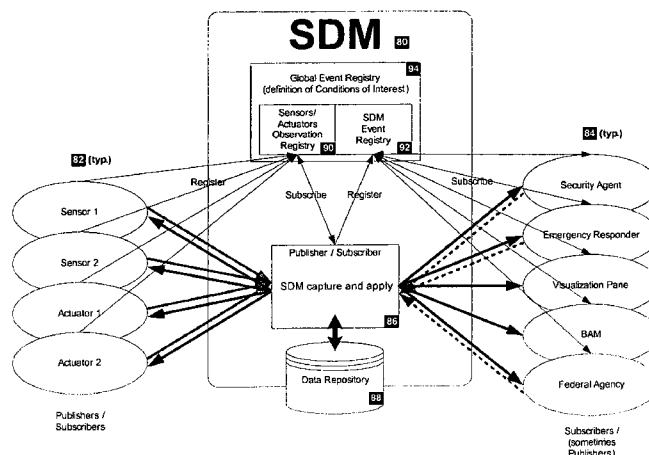 SDM 80
94
Global Event Registry
(definition of Conditions of Interest)
Sensors/
Actuators
Observation
Registry 90
SDM
Event
Registry 92
82 (typ.)
84 (typ.)
Register
Subscribe
Register
Subscribe
Sensor 1
Sensor 2
Actuator 1
Actuator 2
Publishers /
Subscribers
Publisher / Subscriber
SDM capture and apply
86
Data Repository
88
Security Agent
Emergency Responder
Visualization Pane
BAM
Federal Agency
Subscribers /
(sometimes
Publishers)